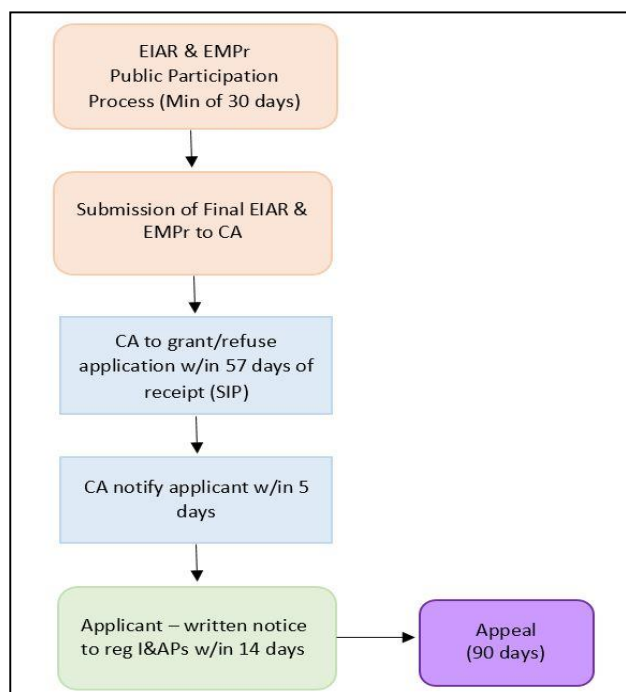 EIAR & EMPr
Public Participation
Process (Min of 30 days)
Submission of Final EIAR &
EMPr to CA
CA to grant/refuse
application w/in 57 days of
receipt (SIP)
CA notify applicant w/in 5
days
Applicant – written notice
to reg I&APs w/in 14 days
Appeal
(90 days)